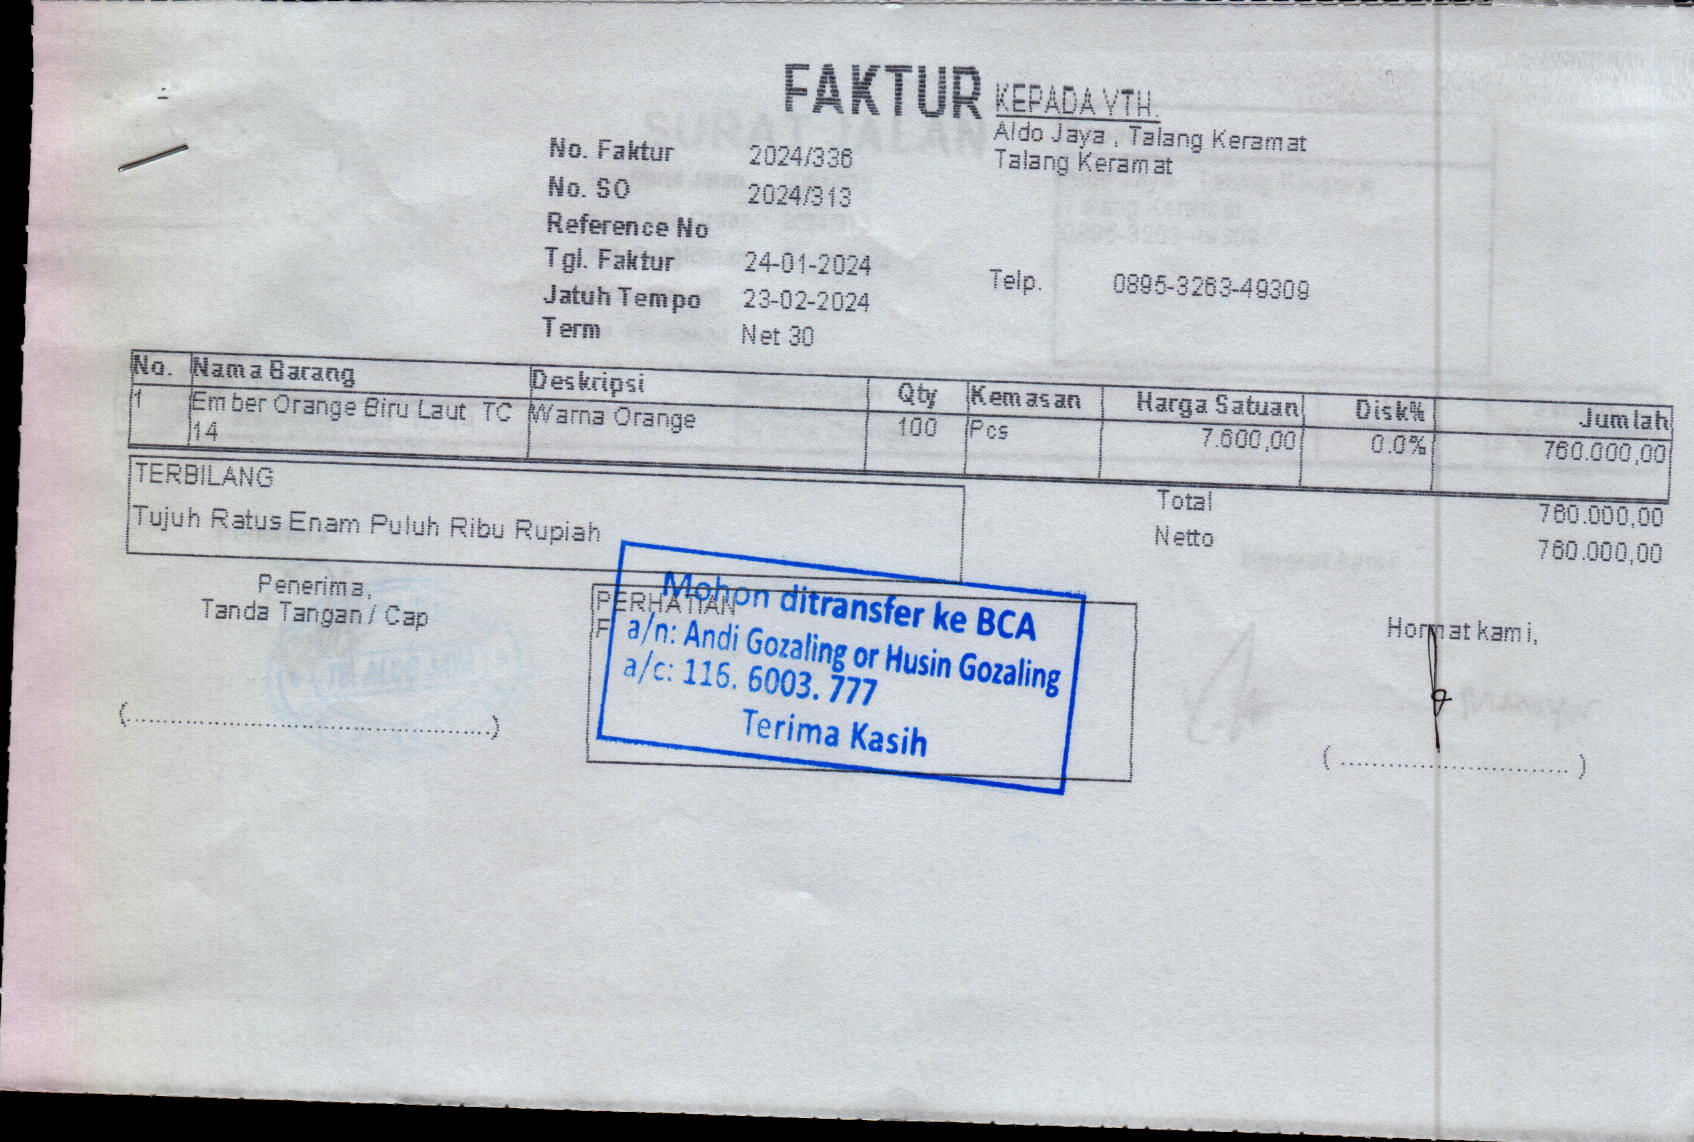 FAKTUR
KEPADA YTH.
Aldo Jaya , Talang Keramat
Talang Keramat
No. Faktur 2024/336
No. SO 2024/313
Reference No
Tgl. Faktur 24-01-2024
Telp. 0895-3263-49309
Jatuh Tempo 23-02-2024
Term Net 30
No. Nama Barang Deskripsi Qty Kemasan Harga Satuan Disk% Jumlah
1 Ember Orange Biru Laut TC Warna Orange 100 Pcs 7.600,00 0.0% 760.000,00
14
TERBILANG
Tujuh Ratus Enam Puluh Ribu Rupiah
Total 760.000,00
Netto 760.000,00
Penerima,
Tanda Tangan / Cap
(....................................)
PERHATIAN
Mohon ditransfer ke BCA
a/n: Andi Gozaling or Husin Gozaling
a/c: 116. 6003. 777
Terima Kasih
Hormat kami,
( ............................ )